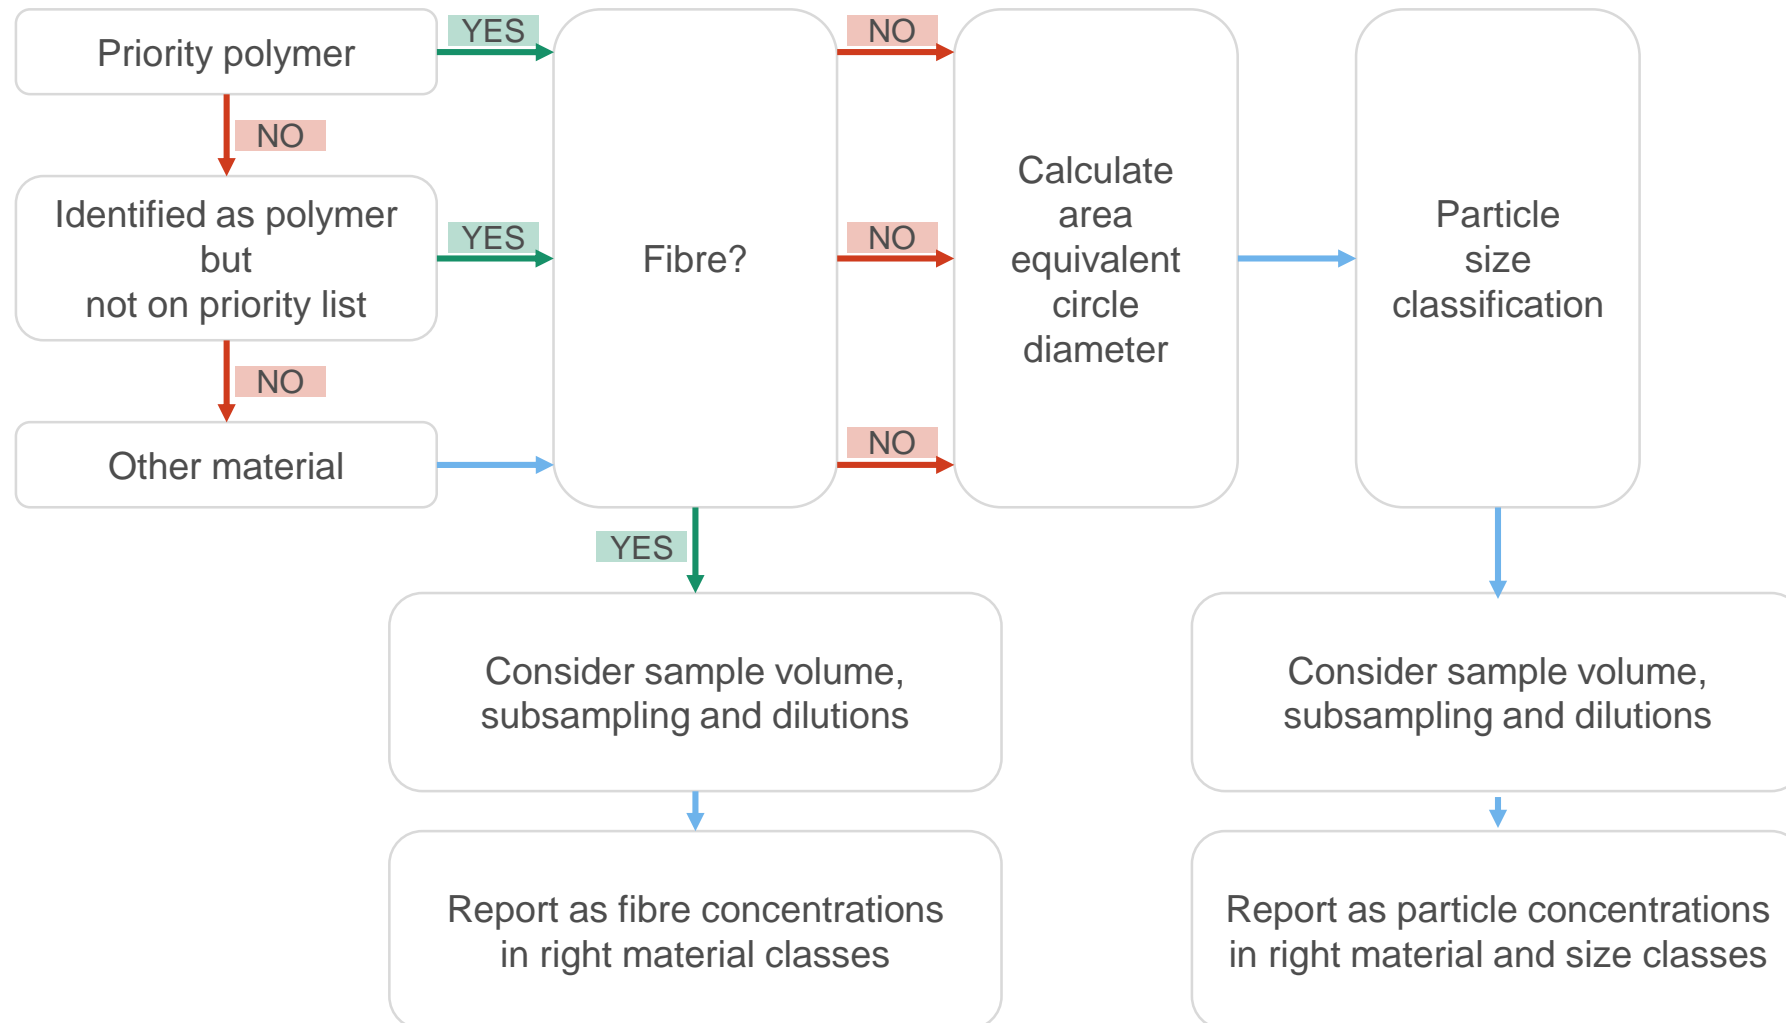 Priority polymer
YES
NO
NO
Identified as polymer
but
not on priority list
YES
NO
NO
Other material
Fibre?
NO
YES
Calculate
area
equivalent
circle
diameter
Particle
size
classification
Consider sample volume,
subsampling and dilutions
Report as fibre concentrations
in right material classes
Consider sample volume,
subsampling and dilutions
Report as particle concentrations
in right material and size classes